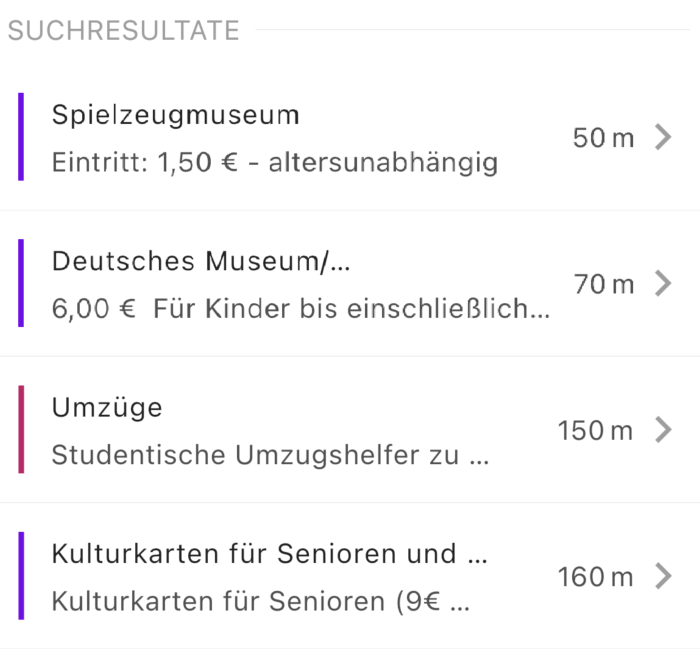 SUCHRESULTATE
Spielzeugmuseum
50 m
Eintritt: 1,50 € - altersunabhängig
Deutsches Museum/...
70 m
6,00 € Für Kinder bis einschließlich...
Umzüge
150 m
Studentische Umzugshelfer zu ...
Kulturkarten für Senioren und ...
160 m
Kulturkarten für Senioren (9€ ...